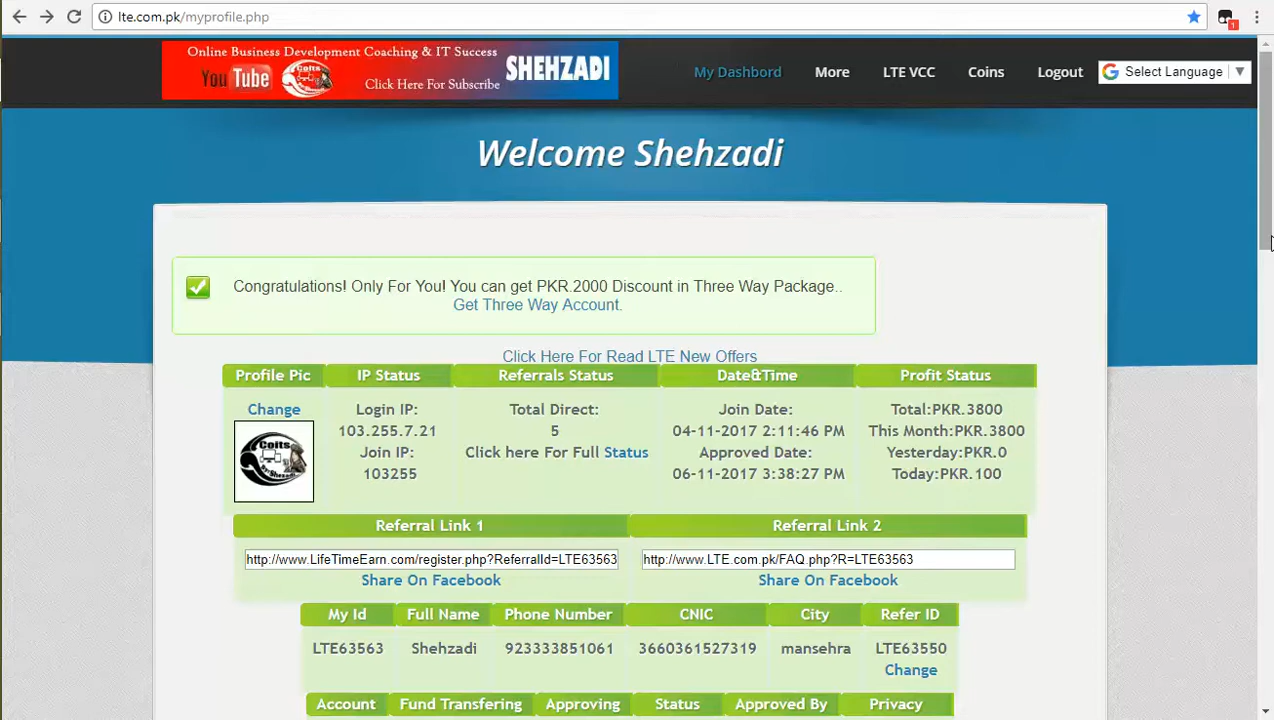 lte.com.pk/myprofile.php
1
Online Business Development Coaching & IT Success
YouTube
Coits
Click Here For Subscribe
SHEHZADI
My Dashbord
More
LTE VCC
Coins
Logout
Select Language
Welcome Shehzadi
Congratulations! Only For You! You can get PKR.2000 Discount in Three Way Package..
Get Three Way Account.
Click Here For Read LTE New Offers
Profile Pic
IP Status
Referrals Status
Date&Time
Profit Status
Change
Coits
Login IP:
103.255.7.21
Join IP:
103255
Total Direct:
5
Click here For Full Status
Join Date:
04-11-2017 2:11:46 PM
Approved Date:
06-11-2017 3:38:27 PM
Total:PKR.3800
This Month:PKR.3800
Yesterday:PKR.0
Today:PKR.100
Referral Link 1
Referral Link 2
http://www.LifeTimeEarn.com/register.php?ReferralId=LTE63563
http://www.LTE.com.pk/FAQ.php?R=LTE63563
Share On Facebook
Share On Facebook
My Id
Full Name
Phone Number
CNIC
City
Refer ID
LTE63563
Shehzadi
923333851061
3660361527319
mansehra
LTE63550
Change
Account
Fund Transfering
Approving
Status
Approved By
Privacy